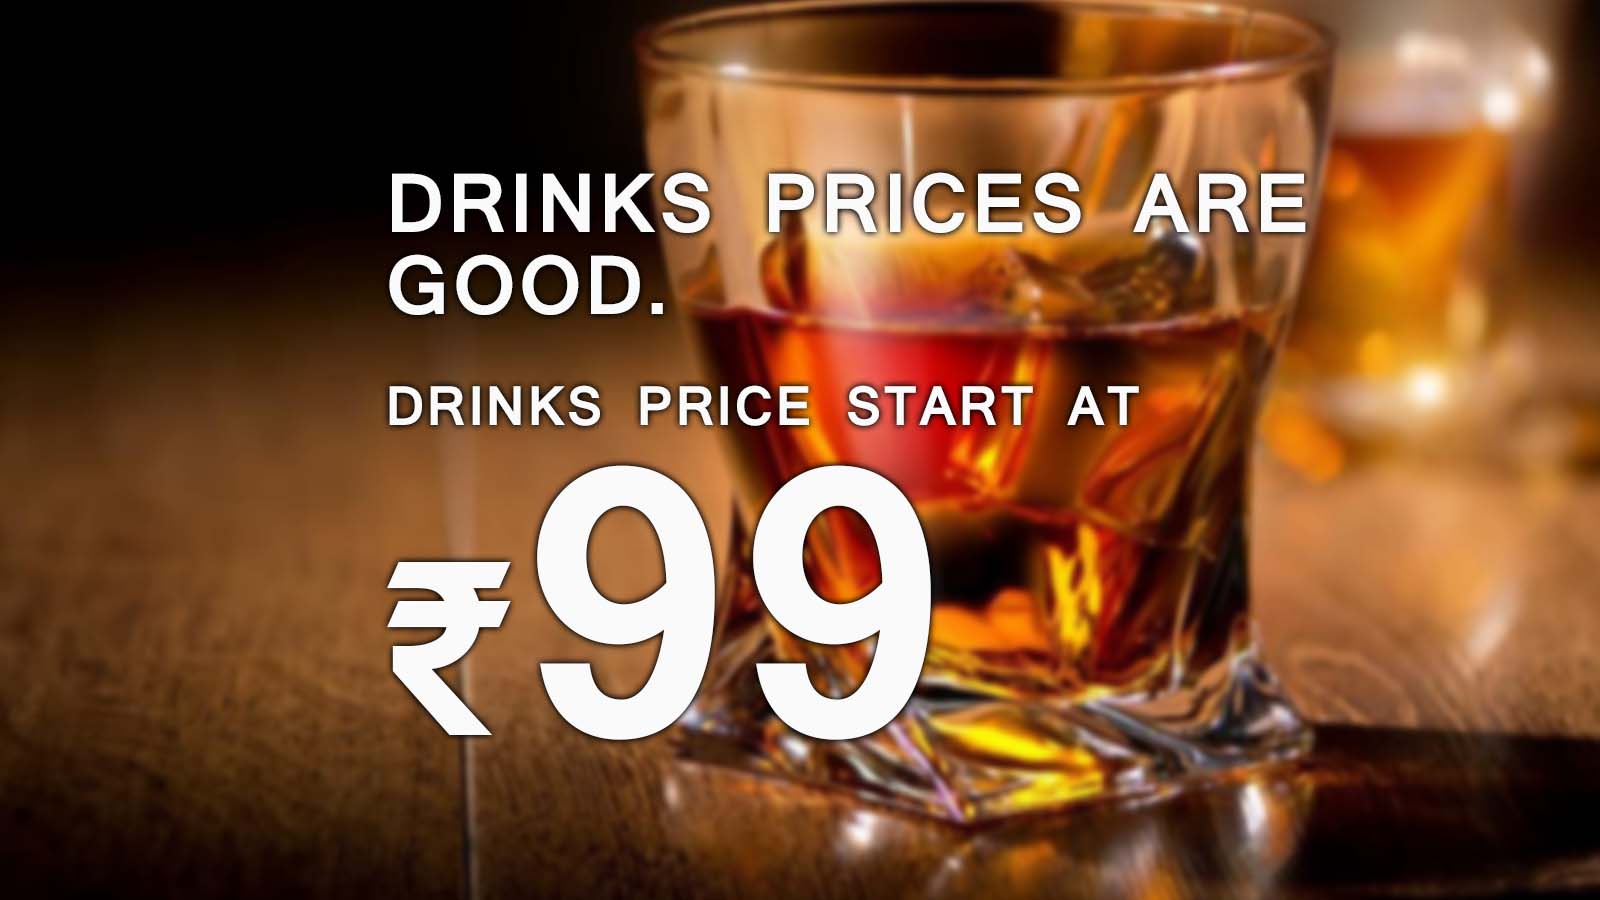 DRINKS PRICES ARE
GOOD.
DRINKS PRICE START AT
₹99